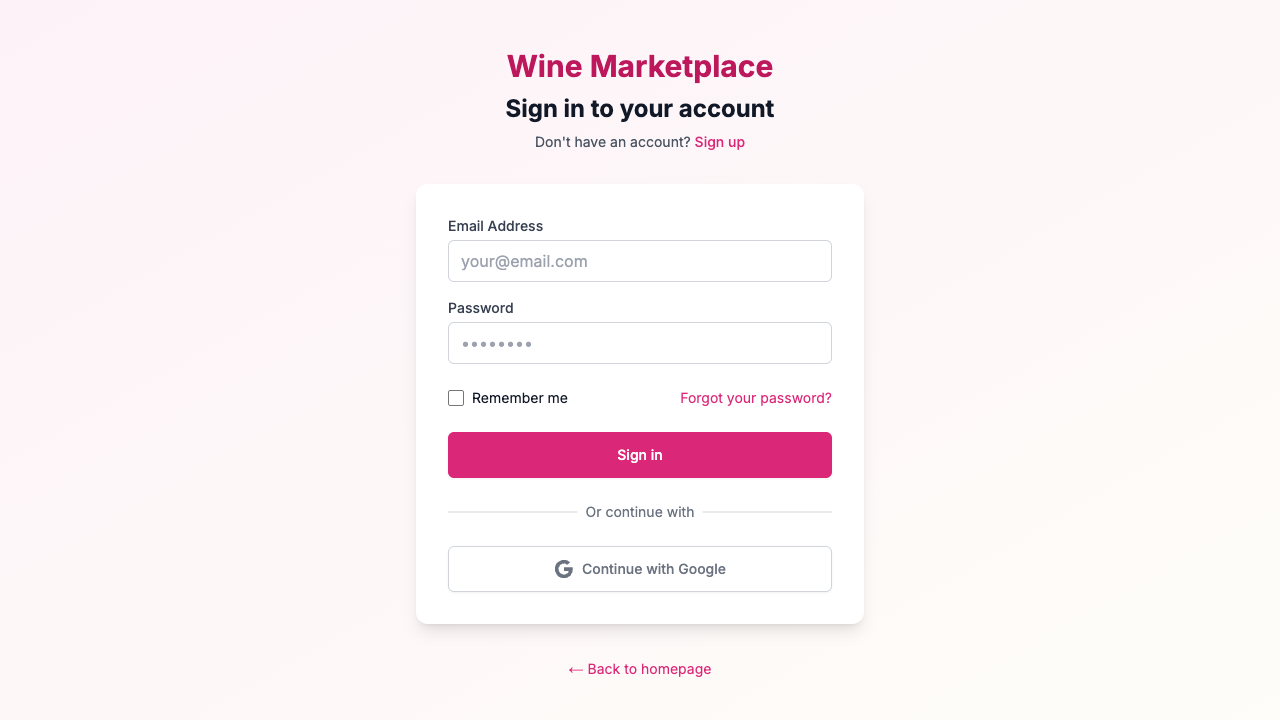 Wine Marketplace
Sign in to your account
Don't have an account? Sign up
Email Address
your@email.com
Password
••••••••
Remember me
Forgot your password?
Sign in
Or continue with
Continue with Google
← Back to homepage